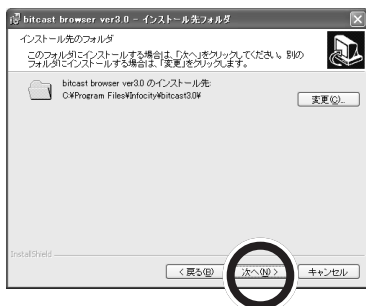 bitcast browser ver3.0 - インストール先フォルダ
インストール先のフォルダ
このフォルダにインストールする場合は、「次へ」をクリックしてください。別の
フォルダにインストールする場合は、「変更」をクリックします。
bitcast browser ver3.0 のインストール先:
C:¥Program Files¥Infocity¥bitcast3.0¥
変更(C)...
InstallShield
< 戻る(B)
次へ(N) >
キャンセル